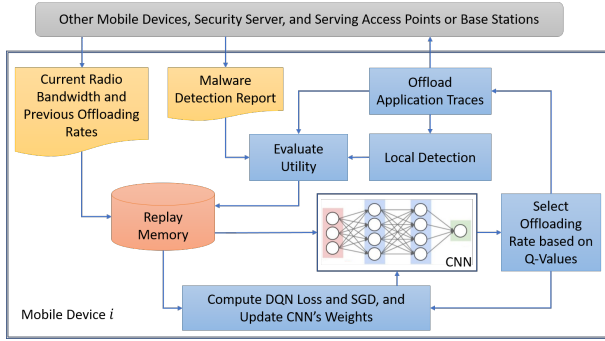 Other Mobile Devices, Security Server, and Serving Access Points or Base Stations
Current Radio
Bandwidth and
Previous Offloading
Rates
Malware
Detection Report
Offload
Application Traces
Evaluate
Utility
Local Detection
Replay
Memory
CNN
Select
Offloading
Rate based on
Q-Values
Compute DQN Loss and SGD, and
Update CNN's Weights
Mobile Device i